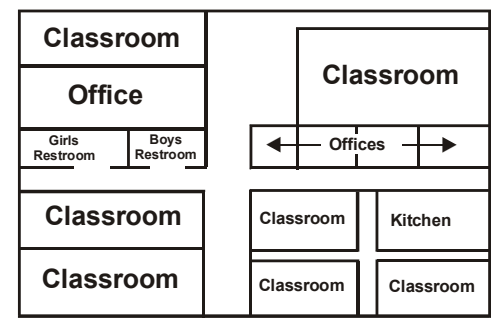 Classroom
Office
Girls
Restroom
Boys
Restroom
Classroom
Offices
Classroom
Classroom
Classroom
Kitchen
Classroom
Classroom